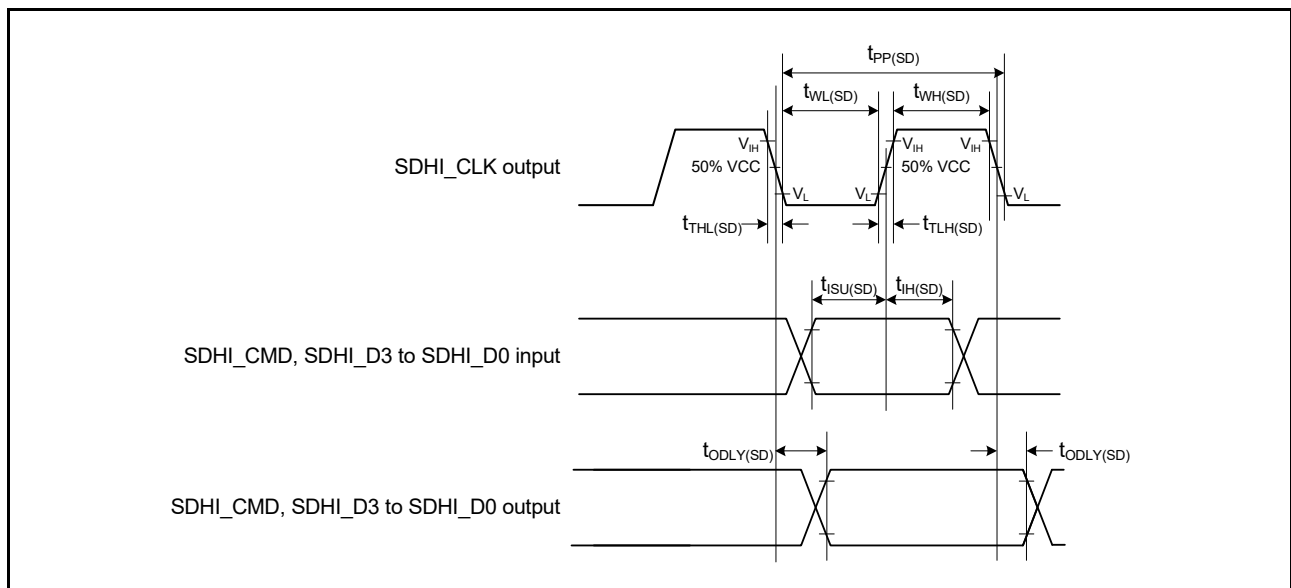 tPP(SD)
tWL(SD) tWH(SD)
VIH VIH VIH
SDHI_CLK output 50% VCC 50% VCC
VL VL VL
tTHL(SD) tTLH(SD)
tISU(SD) tIH(SD)
SDHI_CMD, SDHI_D3 to SDHI_D0 input
tODLY(SD) tODLY(SD)
SDHI_CMD, SDHI_D3 to SDHI_D0 output